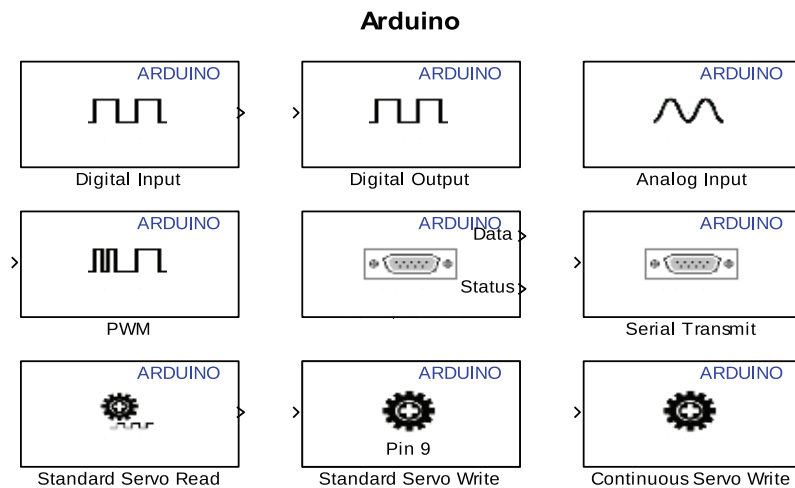 Arduino
ARDUINO
Digital Input
ARDUINO
Digital Output
ARDUINO
Analog Input
ARDUINO
PWM
ARDUINO
Data
Status
ARDUINO
Serial Transmit
ARDUINO
Standard Servo Read
ARDUINO
Pin 9
Standard Servo Write
ARDUINO
Continuous Servo Write